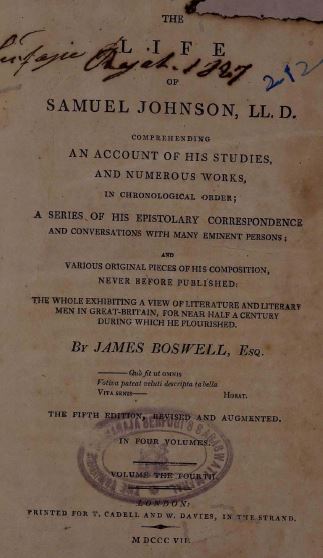 THE
LIFE
Rajah. 1827
212
OF
SAMUEL JOHNSON, LL. D.
COMPREHENDING
AN ACCOUNT OF HIS STUDIES,
AND NUMEROUS WORKS,
IN CHRONOLOGICAL ORDER;
A SERIES OF HIS EPISTOLARY CORRESPONDENCE
AND CONVERSATIONS WITH MANY EMINENT PERSONS;
AND
VARIOUS ORIGINAL PIECES OF HIS COMPOSITION,
NEVER BEFORE PUBLISHED:
THE WHOLE EXHIBITING A VIEW OF LITERATURE AND LITERARY
MEN IN GREAT-BRITAIN, FOR NEAR HALF A CENTURY
DURING WHICH HE FLOURISHED.
BY JAMES BOSWELL, ESQ.
——— Quò fit ut OMNIS
Votiva pateat veluti descripta tabella
VITA SENIS—— HORAT.
THE FIFTH EDITION, REVISED AND AUGMENTED.
IN FOUR VOLUMES.
VOLUME THE FOURTH.
LONDON:
PRINTED FOR T. CADELL AND W. DAVIES, IN THE STRAND.
MDCCCVII.